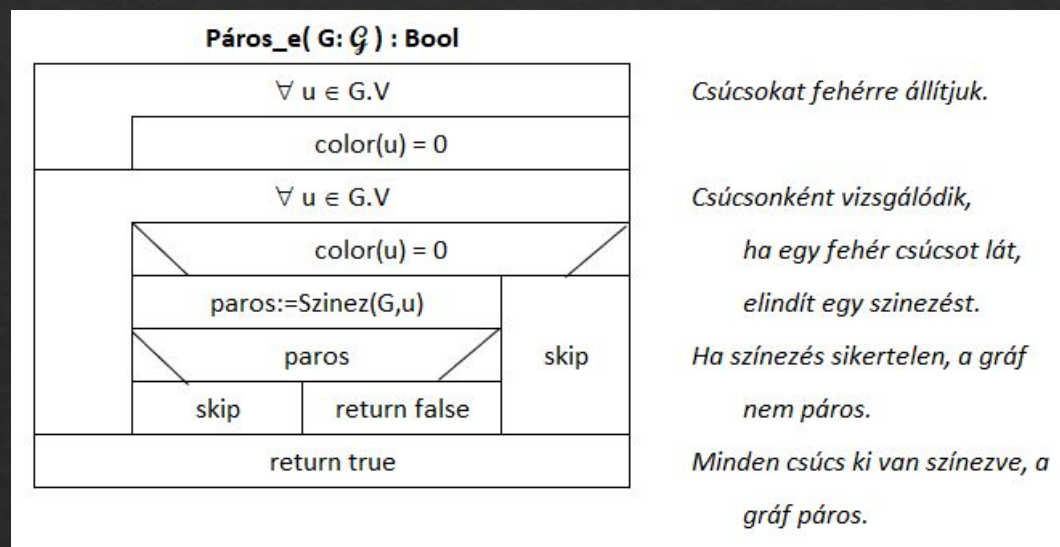 Páros_e( G: 𝒢 ) : Bool
∀ u ∈ G.V
Csúcsokat fehérre állítjuk.
color(u) = 0
∀ u ∈ G.V
Csúcsonként vizsgálódik,
color(u) = 0
ha egy fehér csúcsot lát,
paros:=Szinez(G,u)
elindít egy szinezést.
paros
skip
Ha színezés sikertelen, a gráf
skip
return false
nem páros.
return true
Minden csúcs ki van színezve, a
gráf páros.